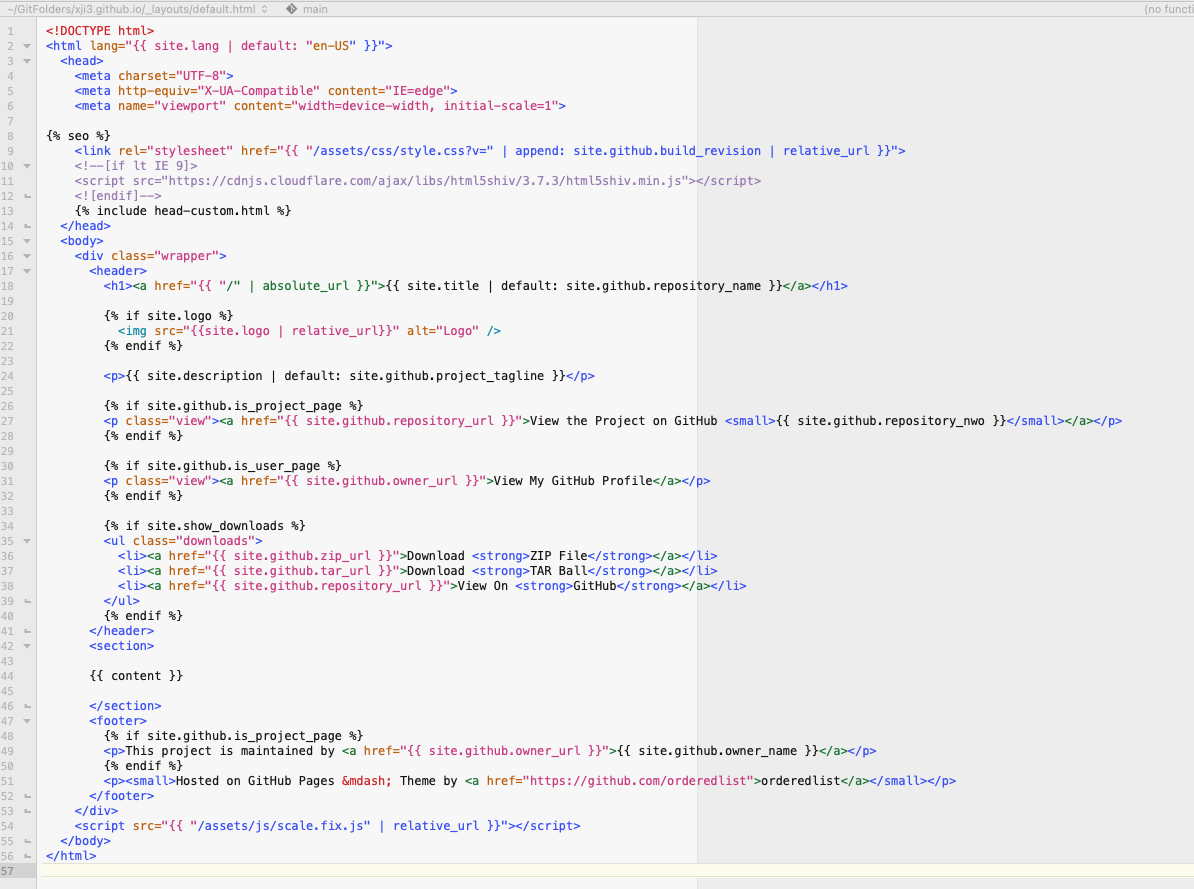 ~/GitFolders/xji3.github.io/_layouts/default.html main (no functi
1 <!DOCTYPE html>
2 <html lang="{{ site.lang | default: "en-US" }}">
3 <head>
4 <meta charset="UTF-8">
5 <meta http-equiv="X-UA-Compatible" content="IE=edge">
6 <meta name="viewport" content="width=device-width, initial-scale=1">
7
8 {% seo %}
9 <link rel="stylesheet" href="{{ "/assets/css/style.css?v=" | append: site.github.build_revision | relative_url }}">
10 <!--[if lt IE 9]>
11 <script src="https://cdnjs.cloudflare.com/ajax/libs/html5shiv/3.7.3/html5shiv.min.js"></script>
12 <![endif]-->
13 {% include head-custom.html %}
14 </head>
15 <body>
16 <div class="wrapper">
17 <header>
18 <h1><a href="{{ "/" | absolute_url }}">{{ site.title | default: site.github.repository_name }}</a></h1>
19
20 {% if site.logo %}
21 <img src="{{site.logo | relative_url}}" alt="Logo" />
22 {% endif %}
23
24 <p>{{ site.description | default: site.github.project_tagline }}</p>
25
26 {% if site.github.is_project_page %}
27 <p class="view"><a href="{{ site.github.repository_url }}">View the Project on GitHub <small>{{ site.github.repository_nwo }}</small></a></p>
28 {% endif %}
29
30 {% if site.github.is_user_page %}
31 <p class="view"><a href="{{ site.github.owner_url }}">View My GitHub Profile</a></p>
32 {% endif %}
33
34 {% if site.show_downloads %}
35 <ul class="downloads">
36 <li><a href="{{ site.github.zip_url }}">Download <strong>ZIP File</strong></a></li>
37 <li><a href="{{ site.github.tar_url }}">Download <strong>TAR Ball</strong></a></li>
38 <li><a href="{{ site.github.repository_url }}">View On <strong>GitHub</strong></a></li>
39 </ul>
40 {% endif %}
41 </header>
42 <section>
43
44 {{ content }}
45
46 </section>
47 <footer>
48 {% if site.github.is_project_page %}
49 <p>This project is maintained by <a href="{{ site.github.owner_url }}">{{ site.github.owner_name }}</a></p>
50 {% endif %}
51 <p><small>Hosted on GitHub Pages &mdash; Theme by <a href="https://github.com/orderedlist">orderedlist</a></small></p>
52 </footer>
53 </div>
54 <script src="{{ "/assets/js/scale.fix.js" | relative_url }}"></script>
55 </body>
56 </html>
57